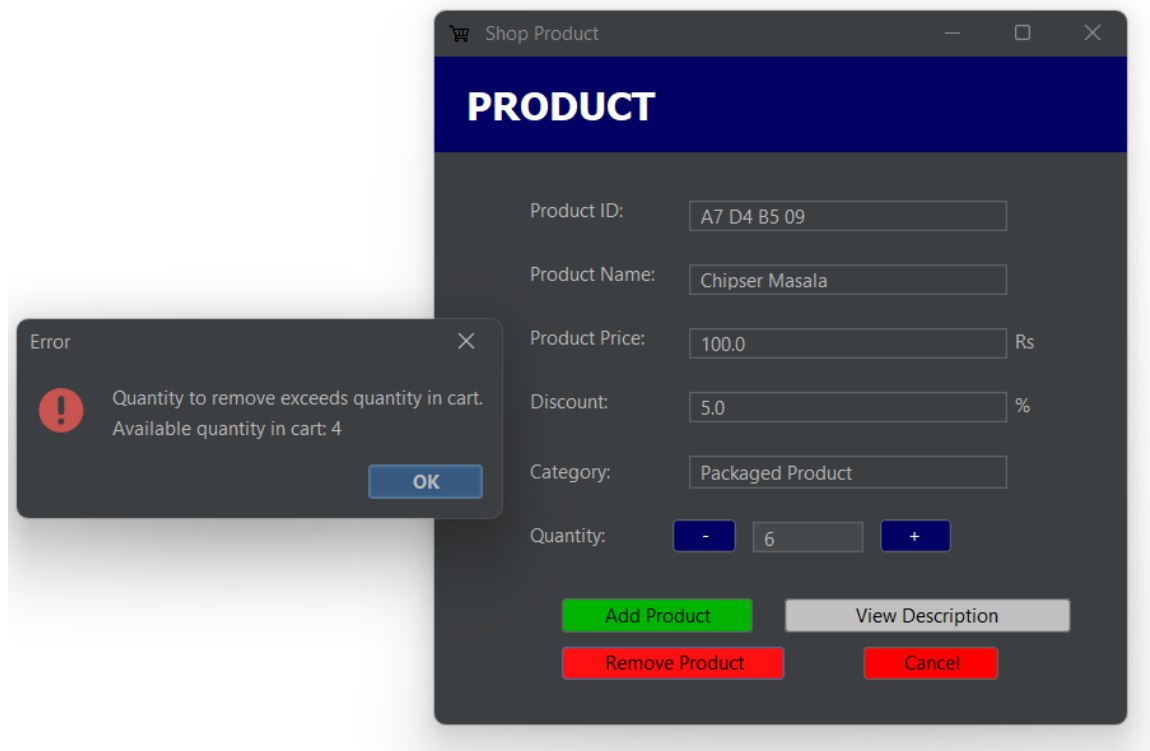 Shop Product
PRODUCT
Product ID: A7 D4 B5 09
Product Name: Chipser Masala
Product Price: 100.0 Rs
Discount: 5.0 %
Category: Packaged Product
Quantity: - 6 +
Add Product View Description
Remove Product Cancel
Error
Quantity to remove exceeds quantity in cart.
Available quantity in cart: 4
OK